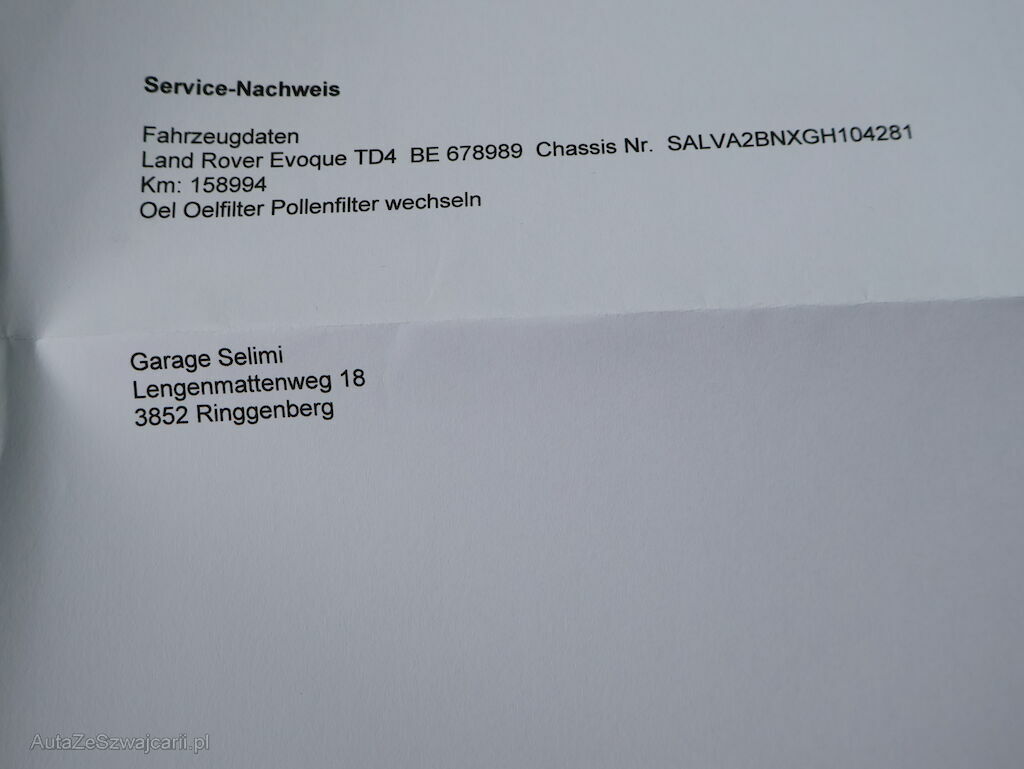 Service-Nachweis
Fahrzeugdaten
Land Rover Evoque TD4 BE 678989 Chassis Nr. SALVA2BNXGH104281
Km: 158994
Oel Oelfilter Pollenfilter wechseln
Garage Selimi
Lengenmattenweg 18
3852 Ringgenberg
AutaZeSzwajcarii.pl